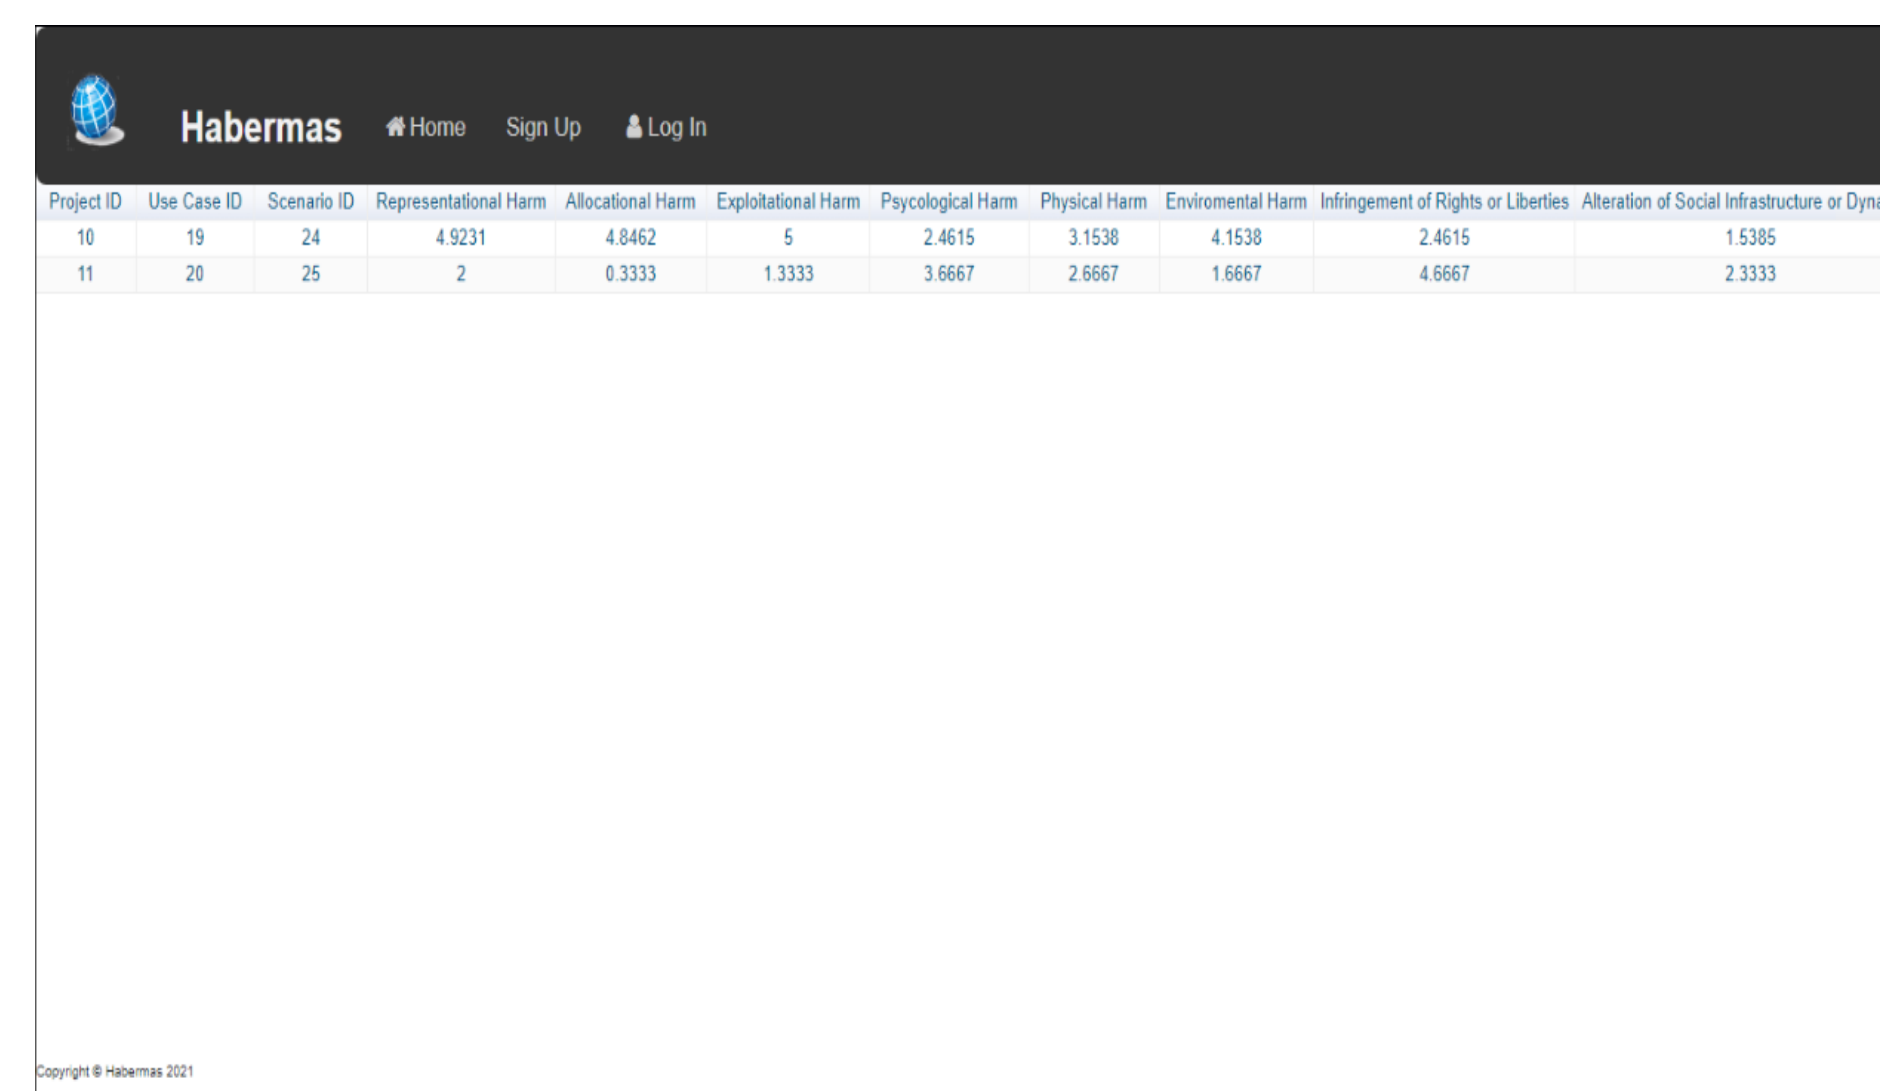 Habermas Home Sign Up Log In
Project ID Use Case ID Scenario ID Representational Harm Allocational Harm Exploitational Harm Psycological Harm Physical Harm Enviromental Harm Infringement of Rights or Liberties Alteration of Social Infrastructure or Dyna
10 19 24 4.9231 4.8462 5 2.4615 3.1538 4.1538 2.4615 1.5385
11 20 25 2 0.3333 1.3333 3.6667 2.6667 1.6667 4.6667 2.3333
Copyright © Habermas 2021